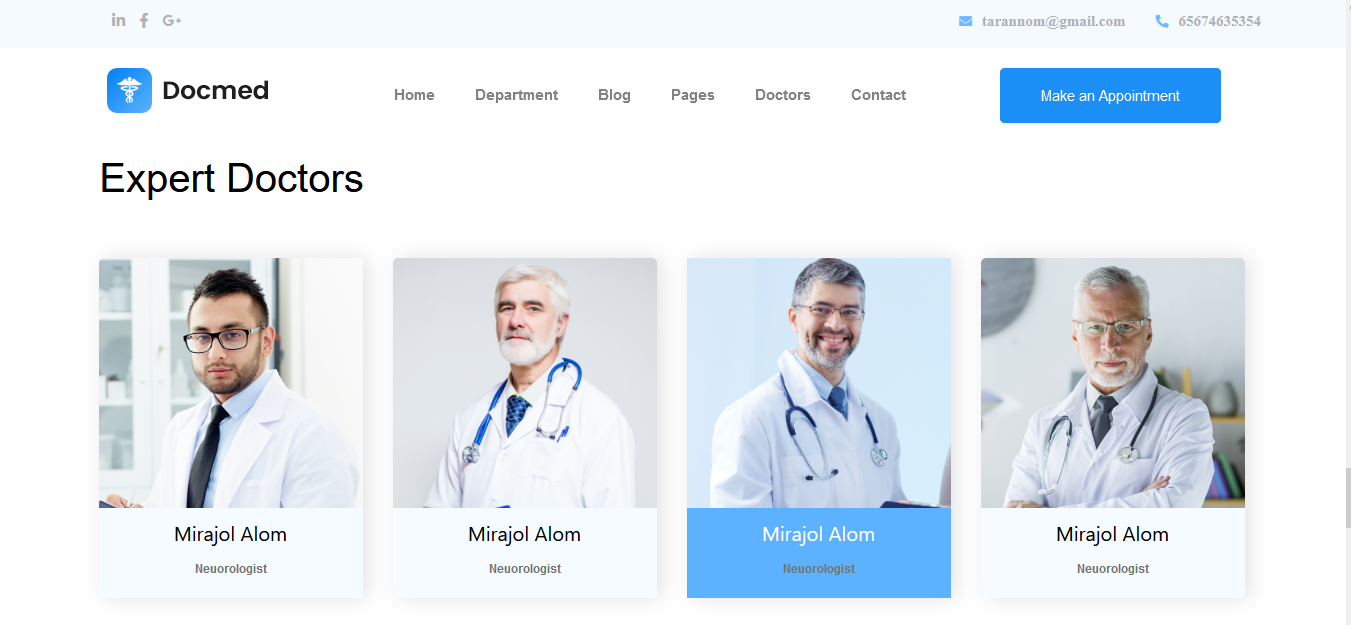 tarannom@gmail.com 65674635354
Docmed Home Department Blog Pages Doctors Contact Make an Appointment
Expert Doctors
Mirajol Alom Mirajol Alom Mirajol Alom Mirajol Alom
Neuorologist Neuorologist Neuorologist Neuorologist